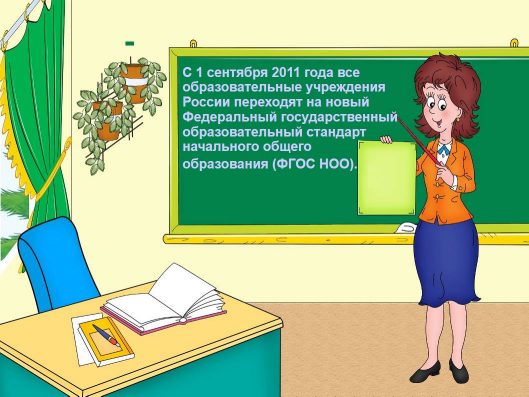 С 1 сентября 2011 года все
образовательные учреждения
России переходят на новый
Федеральный государственный
образовательный стандарт
начального общего
образования (ФГОС НОО).